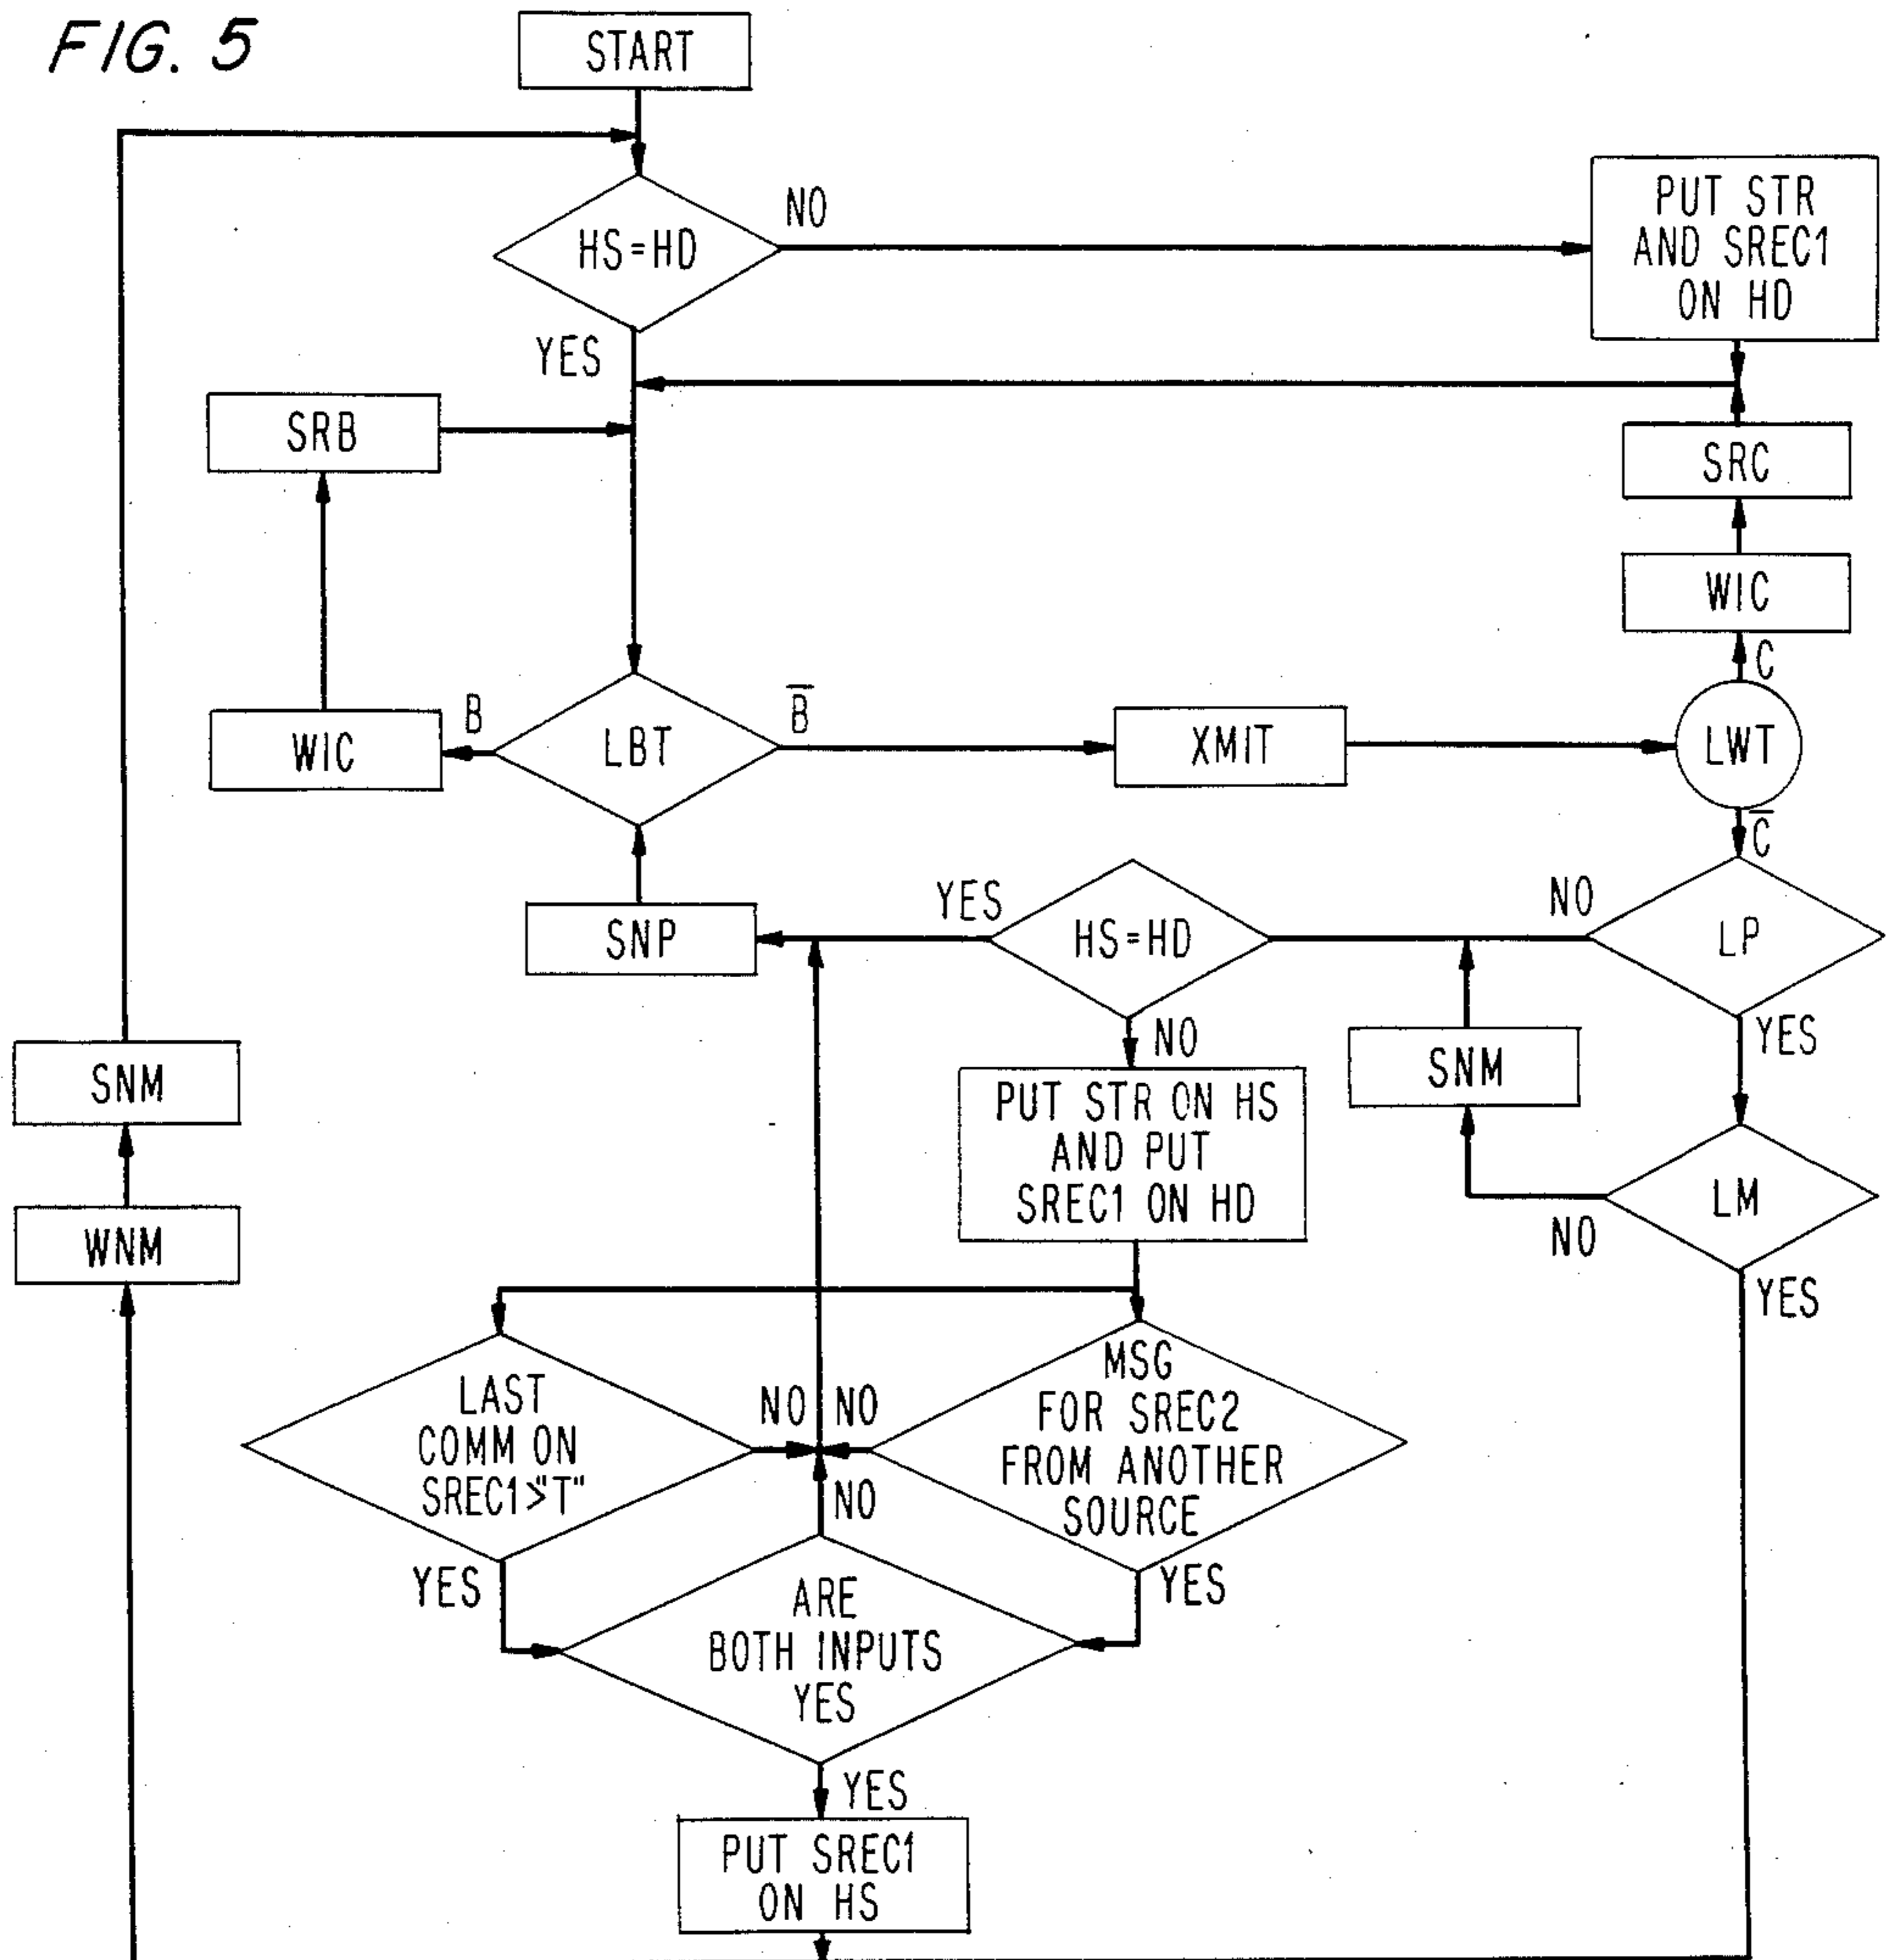 FIG. 5
START
HS=HD
NO
YES
PUT STR
AND SREC1
ON HD
SRB
SRC
WIC
C
WIC
B
LBT
B̅
XMIT
LWT
C̅
SNP
YES
HS=HD
NO
LP
NO
YES
SNM
SNM
PUT STR ON HS
AND PUT
SREC1 ON HD
LM
NO
YES
WNM
LAST
COMM ON
SREC1>"T"
NO
NO
MSG
FOR SREC2
FROM ANOTHER
SOURCE
NO
YES
YES
ARE
BOTH INPUTS
YES
YES
PUT SREC1
ON HS